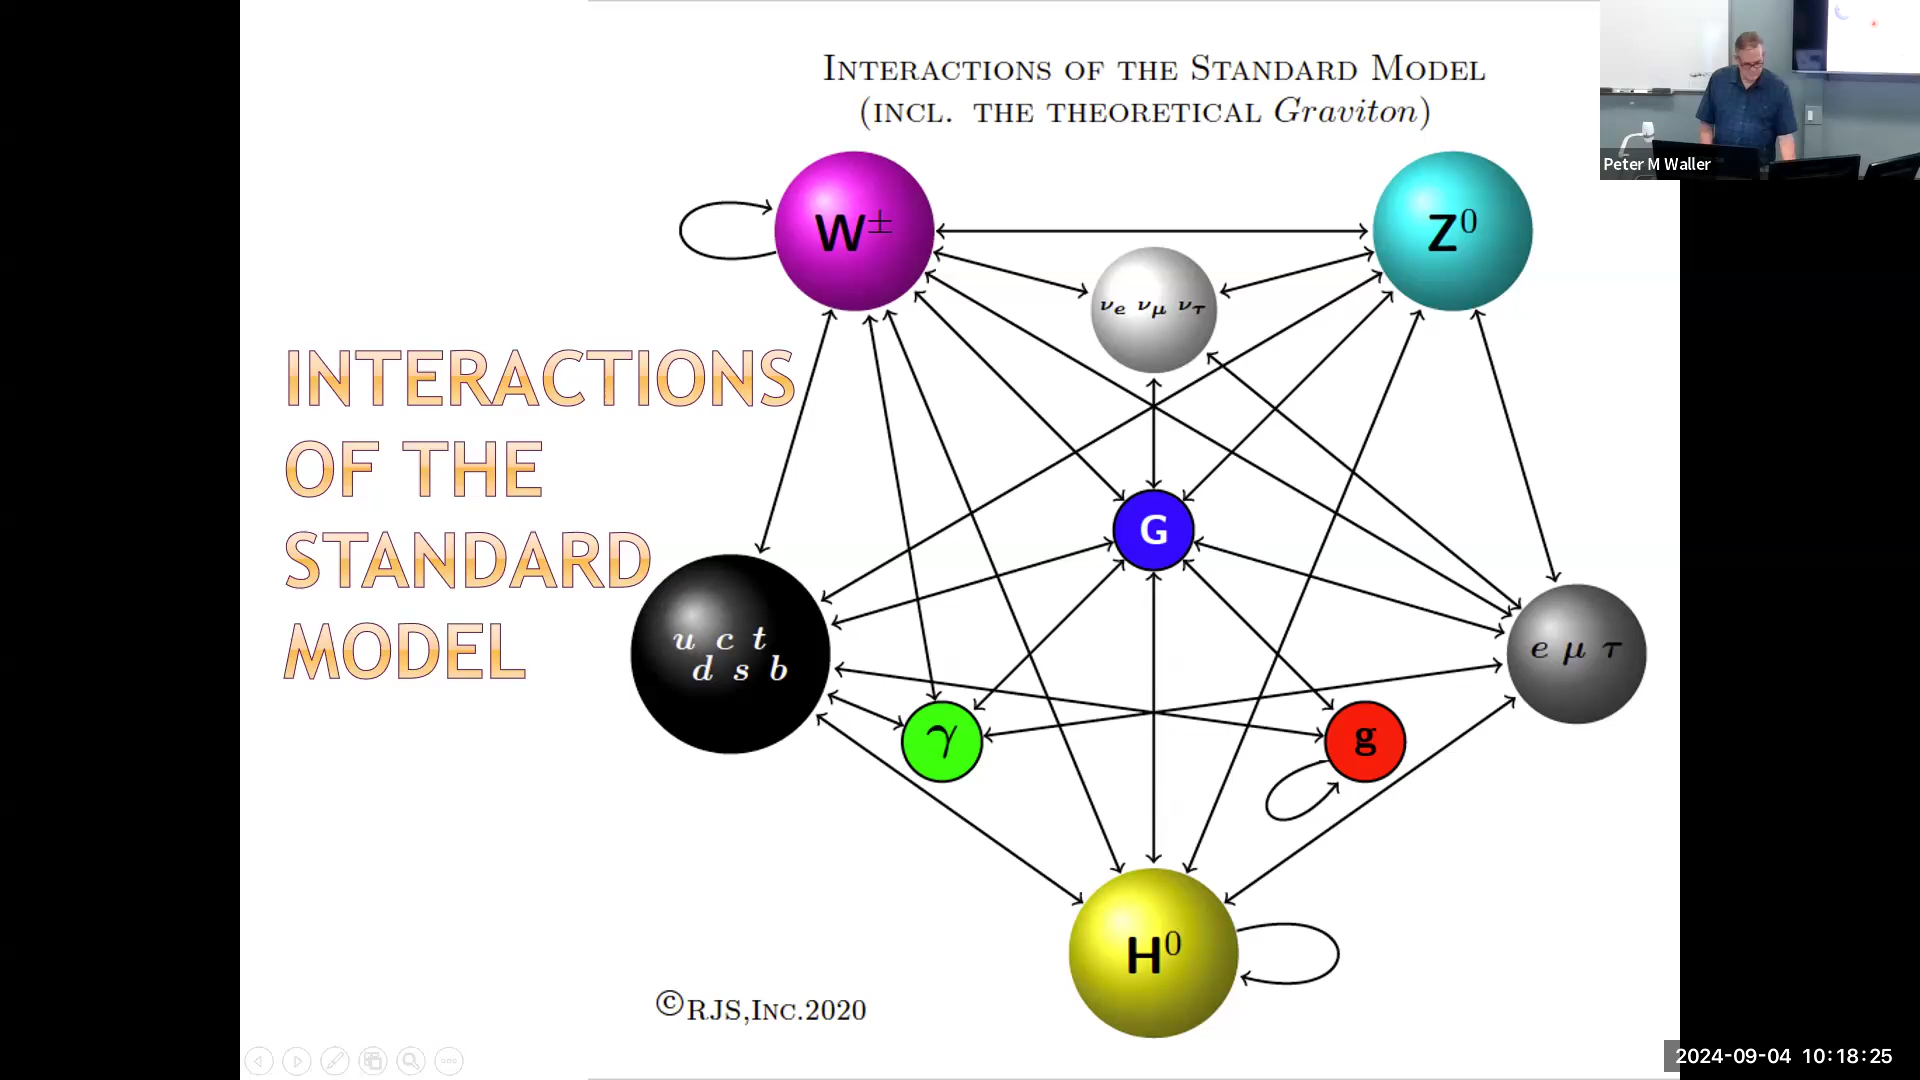 INTERACTIONS OF THE STANDARD MODEL
(INCL. THE THEORETICAL Graviton)
Peter M Waller
W±
Z⁰
νe νμ ντ
INTERACTIONS
OF THE
STANDARD
MODEL
G
u c t
d s b
e μ τ
γ
g
H⁰
©RJS,INC.2020
2024-09-04 10:18:25